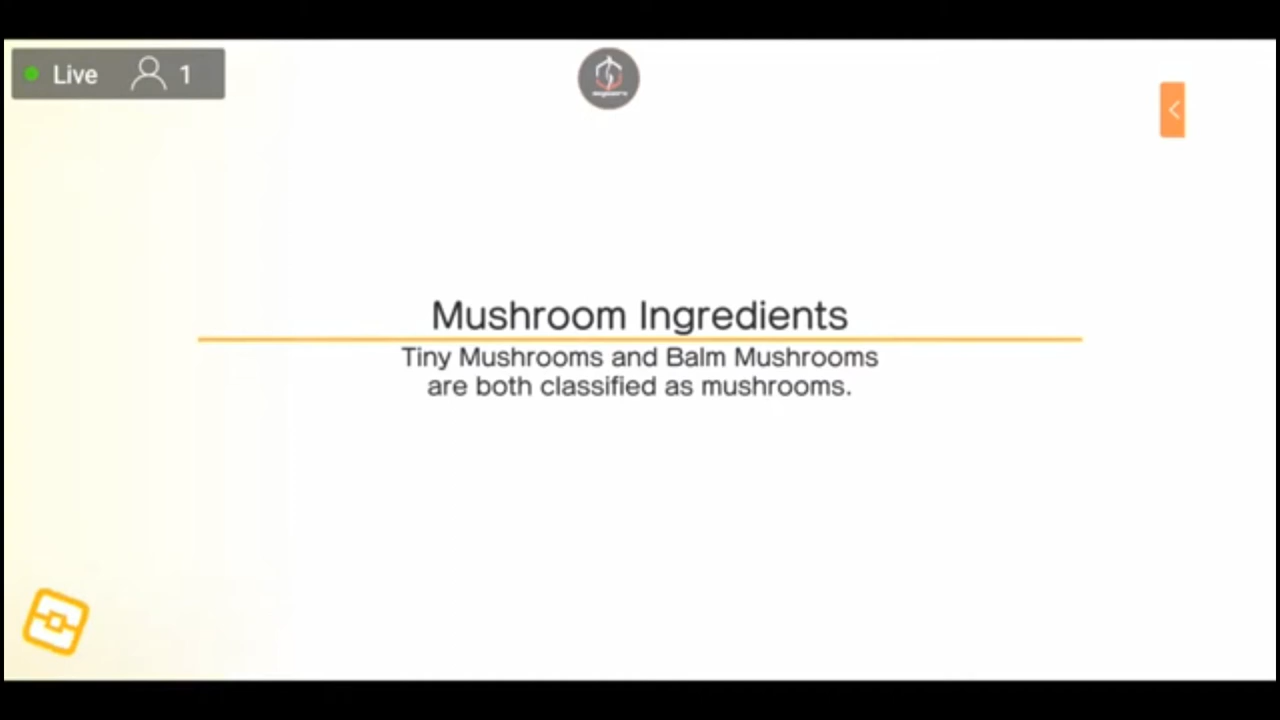 Live 1
Mushroom Ingredients
Tiny Mushrooms and Balm Mushrooms
are both classified as mushrooms.